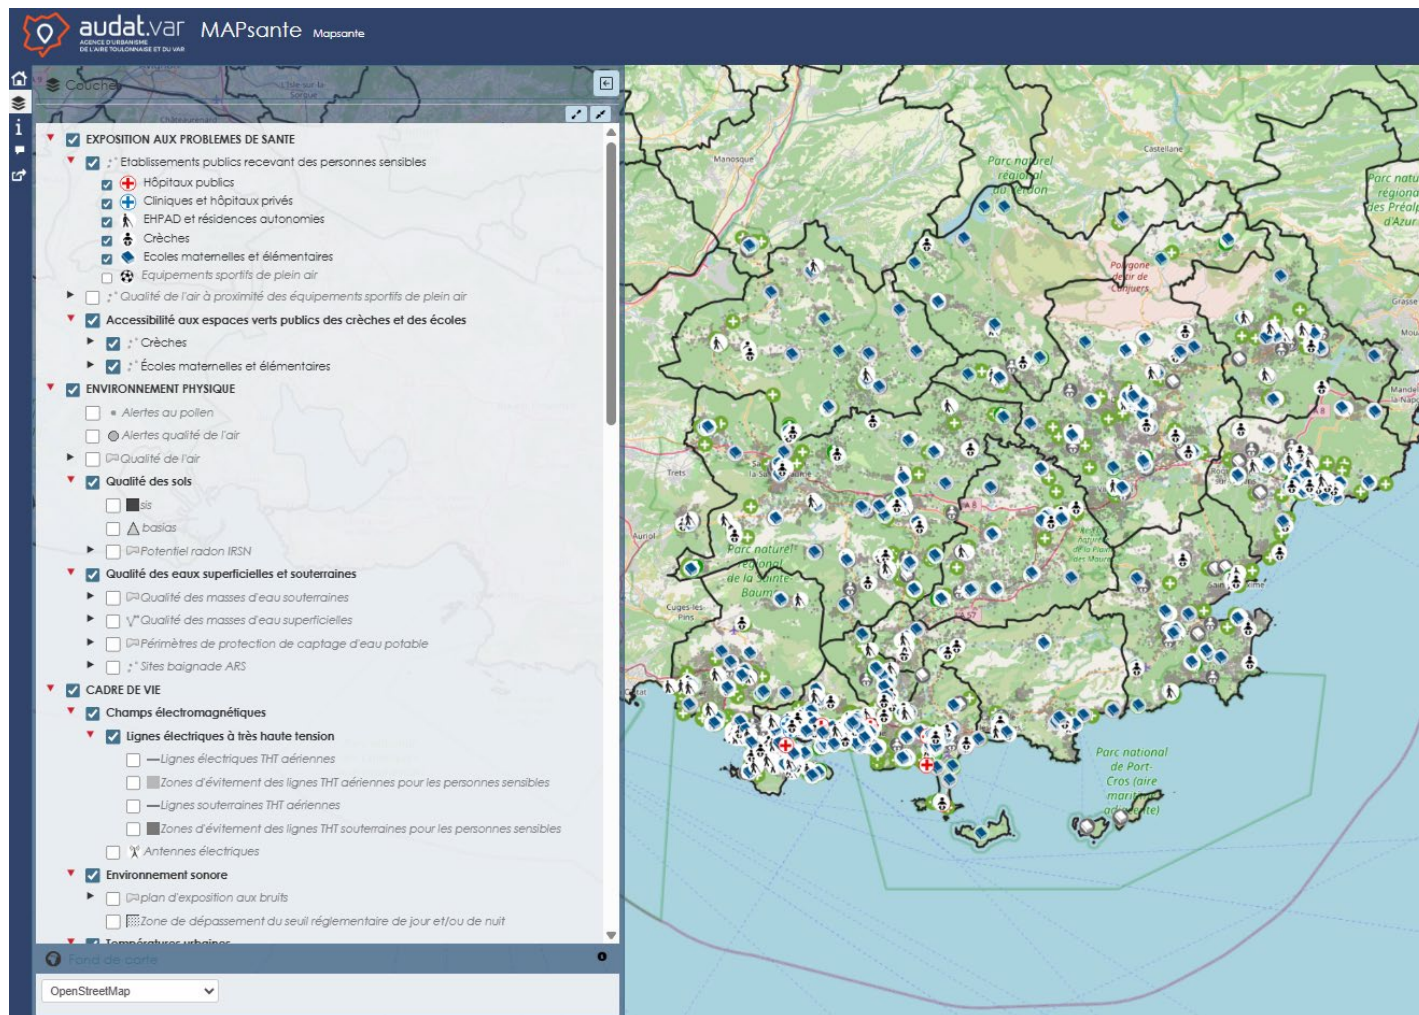 audat.var MAPsante Mapsante
AGENCE D'URBANISME
DE L'AIRE TOULONNAISE ET DU VAR
Couches
EXPOSITION AUX PROBLEMES DE SANTE
Etablissements publics recevant des personnes sensibles
Hôpitaux publics
Cliniques et hôpitaux privés
EHPAD et résidences autonomies
Crèches
Ecoles maternelles et élémentaires
Equipements sportifs de plein air
Qualité de l'air à proximité des équipements sportifs de plein air
Accessibilité aux espaces verts publics des crèches et des écoles
Crèches
Écoles maternelles et élémentaires
ENVIRONNEMENT PHYSIQUE
Alertes au pollen
Alertes qualité de l'air
Qualité de l'air
Qualité des sols
sis
basias
Potentiel radon IRSN
Qualité des eaux superficielles et souterraines
Qualité des masses d'eau souterraines
Qualité des masses d'eau superficielles
Périmètres de protection de captage d'eau potable
Sites baignade ARS
CADRE DE VIE
Champs électromagnétiques
Lignes électriques à très haute tension
Lignes électriques THT aériennes
Zones d'évitement des lignes THT aériennes pour les personnes sensibles
Lignes souterraines THT aériennes
Zones d'évitement des lignes THT souterraines pour les personnes sensibles
Antennes électriques
Environnement sonore
plan d'exposition aux bruits
Zone de dépassement du seuil réglementaire de jour et/ou de nuit
Températures urbaines
Fond de carte
OpenStreetMap
Manosque
Castellane
Parc naturel
régional
du Verdon
Polygone
de tir de
Canjuers
Grasse
Trets
Auriol
Parc naturel
régional
de la Sainte-
Baume
Cuges-les-
Pins
A 8
A 57
Parc national
de Port-
Cros (aire
maritime
adjacente)